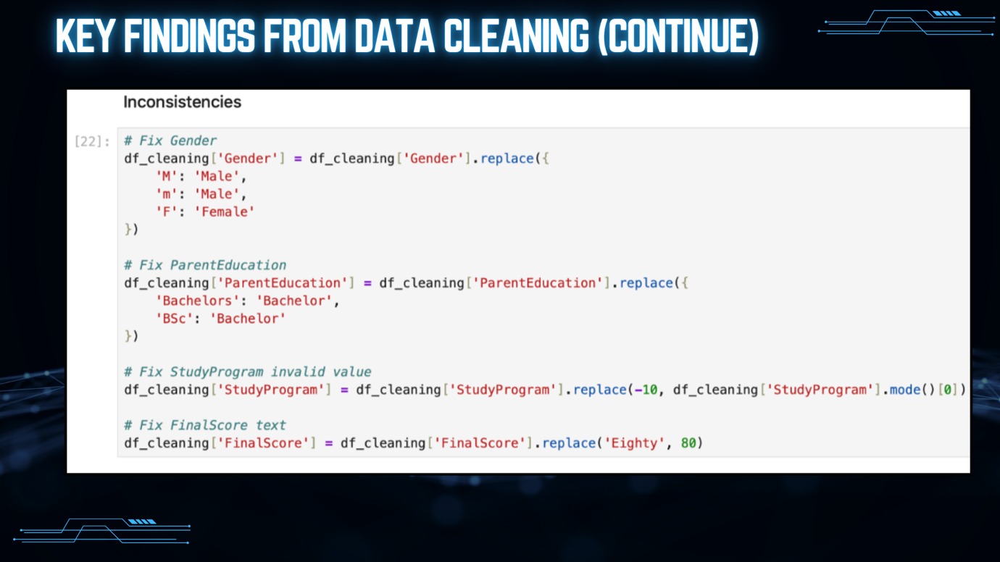 KEY FINDINGS FROM DATA CLEANING (CONTINUE)
Inconsistencies
[22]:
# Fix Gender
df_cleaning['Gender'] = df_cleaning['Gender'].replace({
    'M': 'Male',
    'm': 'Male',
    'F': 'Female'
})
# Fix ParentEducation
df_cleaning['ParentEducation'] = df_cleaning['ParentEducation'].replace({
    'Bachelors': 'Bachelor',
    'BSc': 'Bachelor'
})
# Fix StudyProgram invalid value
df_cleaning['StudyProgram'] = df_cleaning['StudyProgram'].replace(-10, df_cleaning['StudyProgram'].mode()[0])
# Fix FinalScore text
df_cleaning['FinalScore'] = df_cleaning['FinalScore'].replace('Eighty', 80)